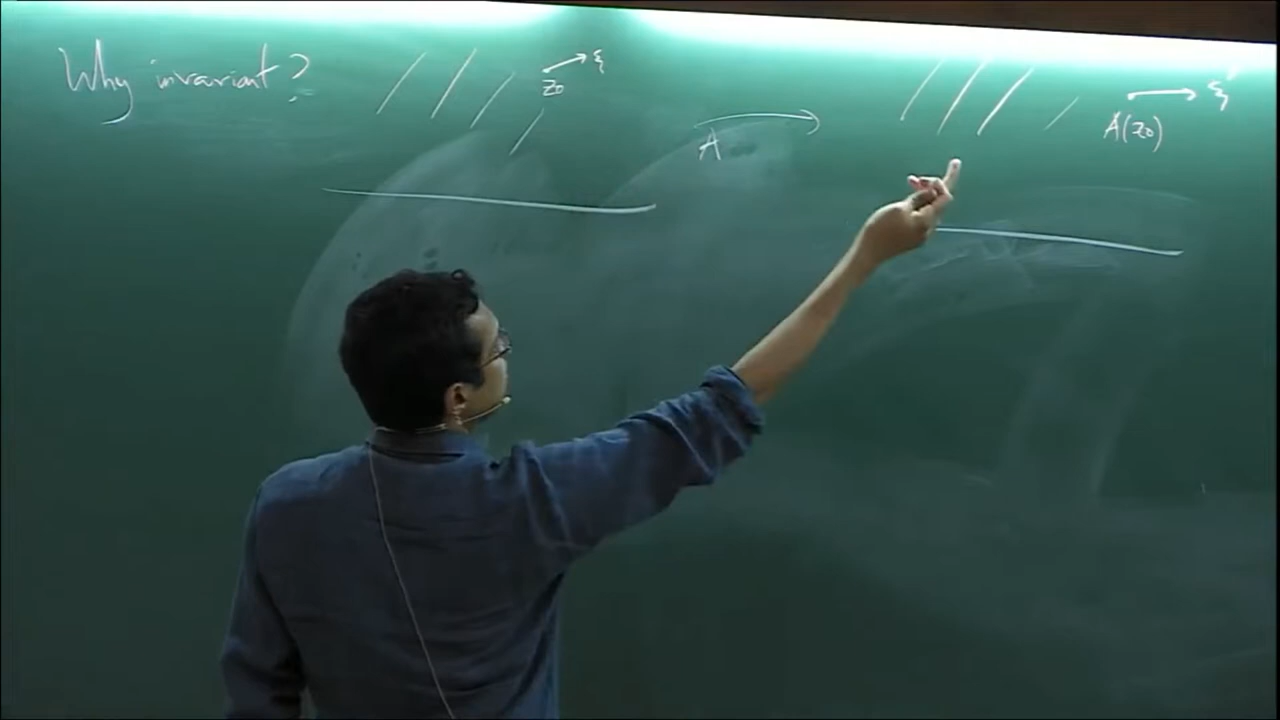 Why invariant?
z₀ ξ
A
A(z₀) ξ'